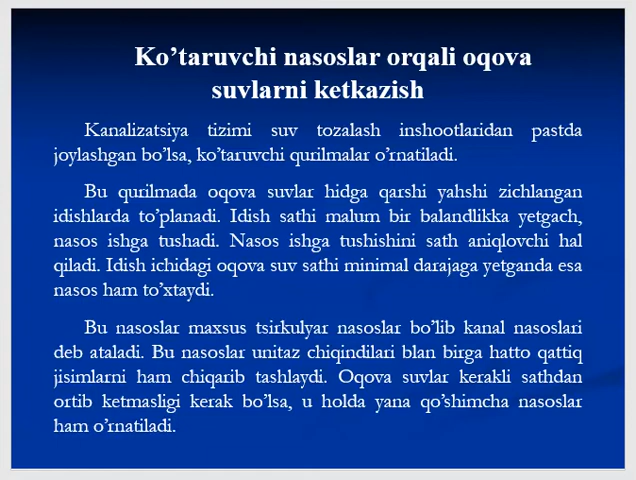 Ko’taruvchi nasoslar orqali oqova
suvlarni ketkazish
Kanalizatsiya tizimi suv tozalash inshootlaridan pastda
joylashgan bo’lsa, ko’taruvchi qurilmalar o’rnatiladi.
Bu qurilmada oqova suvlar hidga qarshi yahshi zichlangan
idishlarda to’planadi. Idish sathi malum bir balandlikka yetgach,
nasos ishga tushadi. Nasos ishga tushishini sath aniqlovchi hal
qiladi. Idish ichidagi oqova suv sathi minimal darajaga yetganda esa
nasos ham to’xtaydi.
Bu nasoslar maxsus tsirkulyar nasoslar bo’lib kanal nasoslari
deb ataladi. Bu nasoslar unitaz chiqindilari blan birga hatto qattiq
jisimlarni ham chiqarib tashlaydi. Oqova suvlar kerakli sathdan
ortib ketmasligi kerak bo’lsa, u holda yana qo’shimcha nasoslar
ham o’rnatiladi.